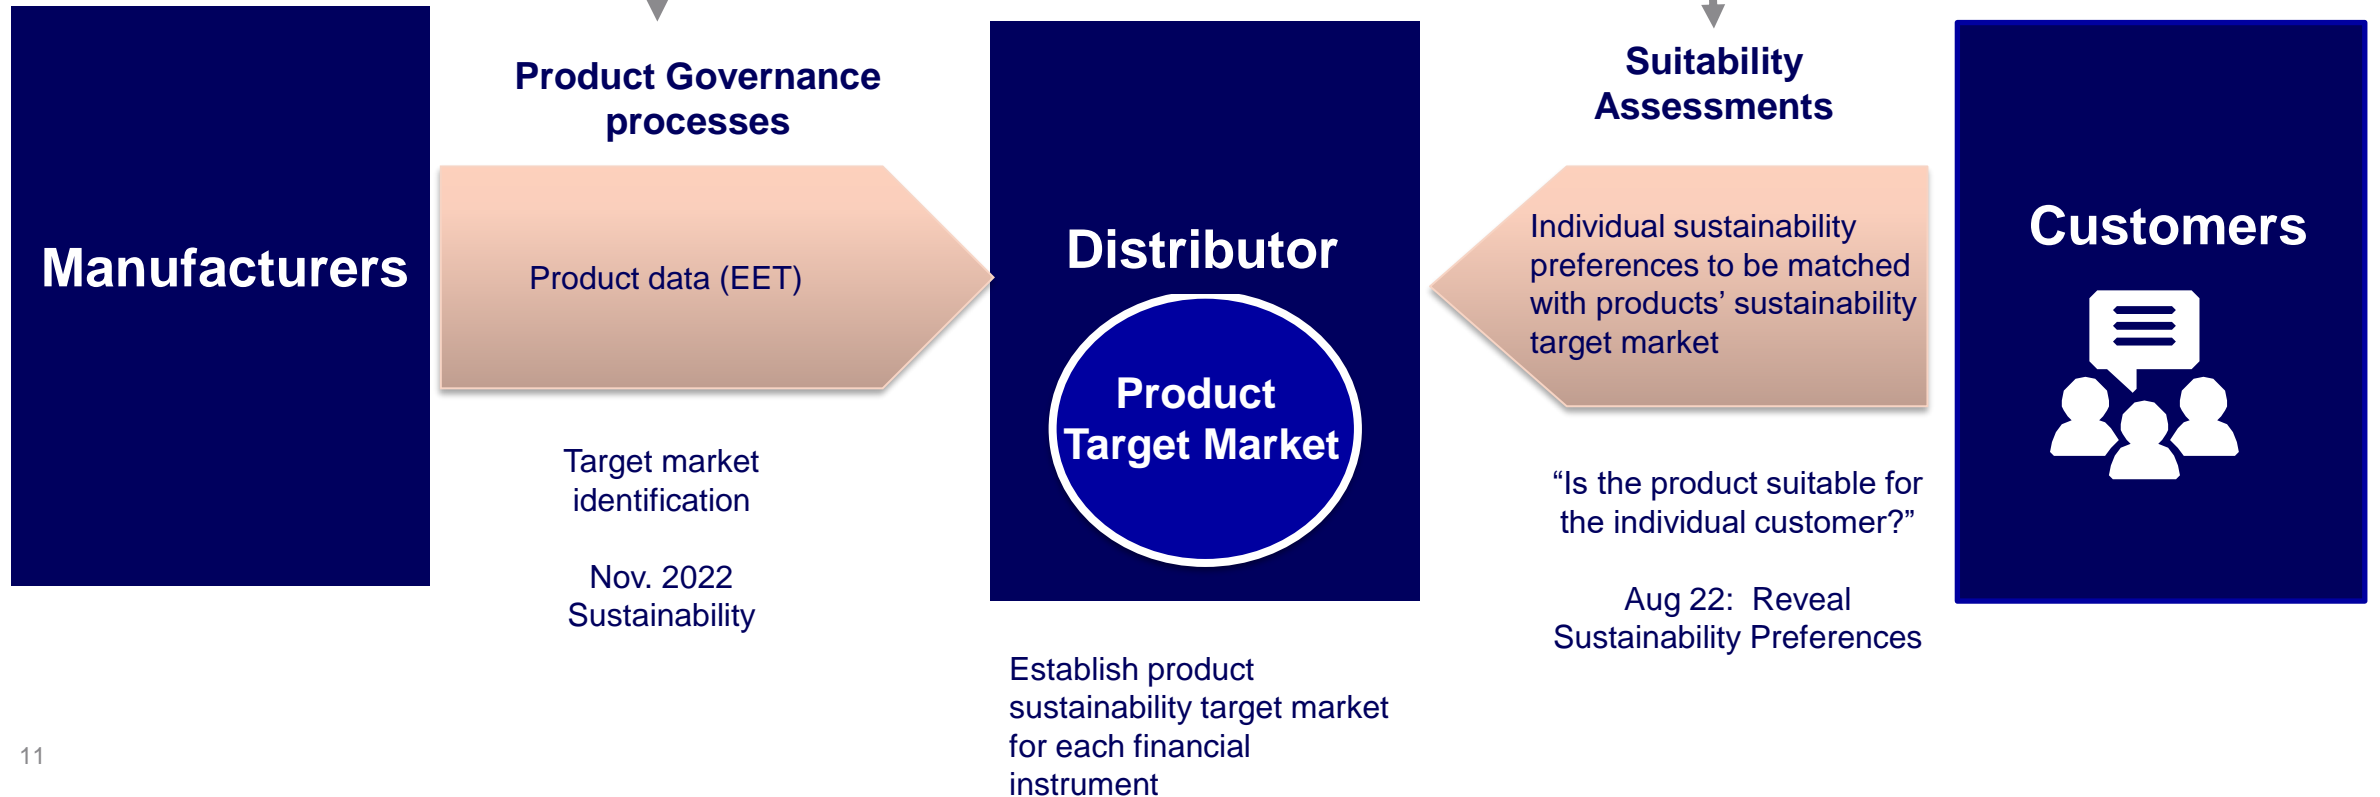 Manufacturers
Product Governance
processes
Product data (EET)
Target market
identification
Nov. 2022
Sustainability
Distributor
Product
Target Market
Establish product
sustainability target market
for each financial
instrument
Suitability
Assessments
Individual sustainability
preferences to be matched
with products’ sustainability
target market
“Is the product suitable for
the individual customer?”
Aug 22:  Reveal
Sustainability Preferences
Customers
11